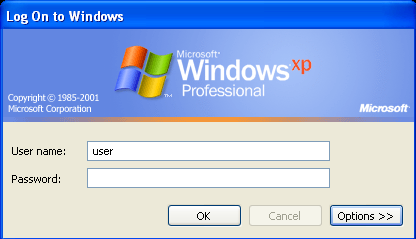 Log On to Windows
Microsoft®
Windows xp
Professional
Copyright © 1985-2001
Microsoft Corporation
Microsoft
User name: user
Password:
OK Cancel Options >>